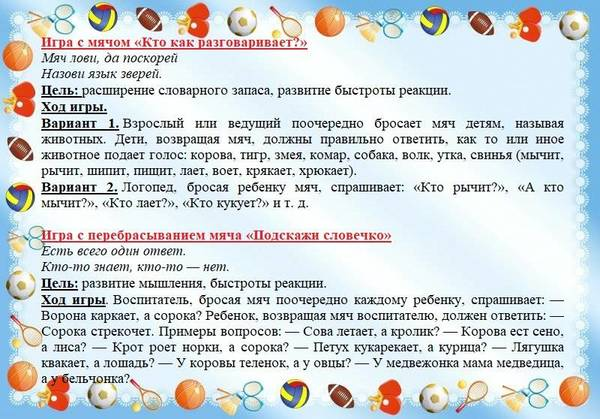 Игра с мячом «Кто как разговаривает?»
Мяч лови, да поскорей
Назови язык зверей.
Цель: расширение словарного запаса, развитие быстроты реакции.
Ход игры.
Вариант 1. Взрослый или ведущий поочередно бросает мяч детям, называя
животных. Дети, возвращая мяч, должны правильно ответить, как то или иное
животное подает голос: корова, тигр, змея, комар, собака, волк, утка, свинья (мычит,
рычит, шипит, пищит, лает, воет, крякает, хрюкает).
Вариант 2. Логопед, бросая ребенку мяч, спрашивает: «Кто рычит?», «А кто
мычит?», «Кто лает?», «Кто кукует?» и т. д.
Игра с перебрасыванием мяча «Подскажи словечко»
Есть всего один ответ.
Кто-то знает, кто-то — нет.
Цель: развитие мышления, быстроты реакции.
Ход игры. Воспитатель, бросая мяч поочередно каждому ребенку, спрашивает: —
Ворона каркает, а сорока? Ребенок, возвращая мяч воспитателю, должен ответить: —
Сорока стрекочет. Примеры вопросов: — Сова летает, а кролик? — Корова ест сено,
а лиса? — Крот роет норки, а сорока? — Петух кукарекает, а курица? — Лягушка
квакает, а лошадь? — У коровы теленок, а у овцы? — У медвежонка мама медведица,
а у бельчонка?